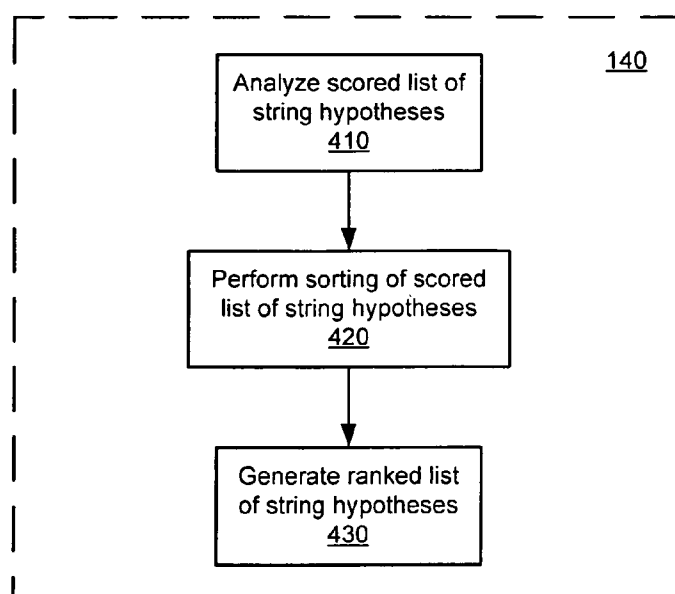 140
Analyze scored list of
string hypotheses
410
Perform sorting of scored
list of string hypotheses
420
Generate ranked list
of string hypotheses
430